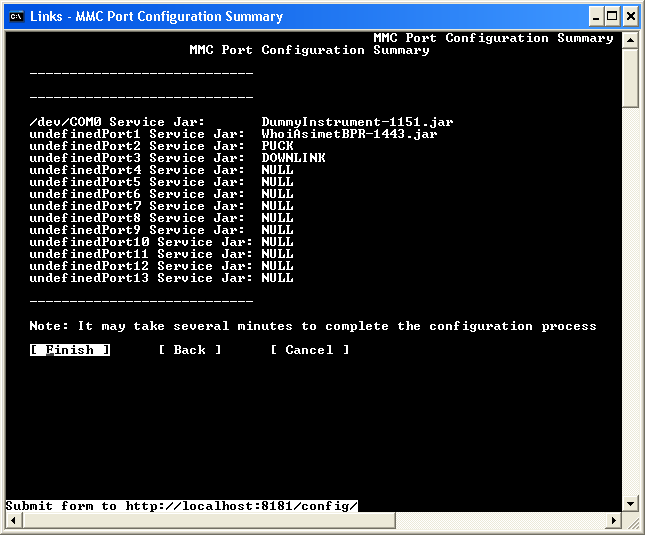 Links - MMC Port Configuration Summary
MMC Port Configuration Summary
MMC Port Configuration Summary
----------------------------
----------------------------
/dev/COM0 Service Jar: DummyInstrument-1151.jar
undefinedPort1 Service Jar: WhoiAsimetBPR-1443.jar
undefinedPort2 Service Jar: PUCK
undefinedPort3 Service Jar: DOWNLINK
undefinedPort4 Service Jar: NULL
undefinedPort5 Service Jar: NULL
undefinedPort6 Service Jar: NULL
undefinedPort7 Service Jar: NULL
undefinedPort8 Service Jar: NULL
undefinedPort9 Service Jar: NULL
undefinedPort10 Service Jar: NULL
undefinedPort11 Service Jar: NULL
undefinedPort12 Service Jar: NULL
undefinedPort13 Service Jar: NULL
----------------------------
Note: It may take several minutes to complete the configuration process
[ Finish ] [ Back ] [ Cancel ]
Submit form to http://localhost:8181/config/